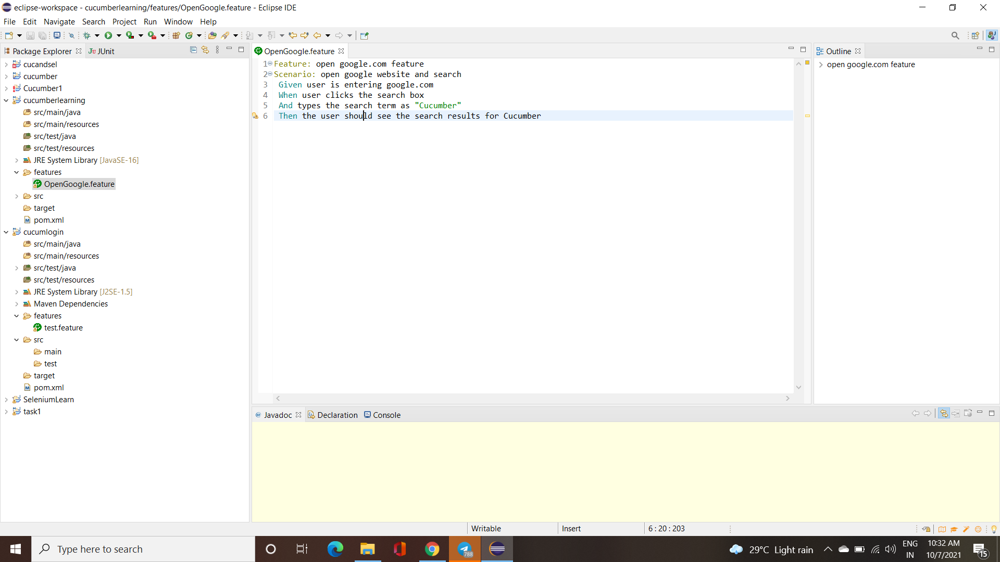 eclipse-workspace - cucumberlearning/features/OpenGoogle.feature - Eclipse IDE
File Edit Navigate Search Project Run Window Help
Package Explorer
JUnit
cucandsel
cucumber
Cucumber1
cucumberlearning
src/main/java
src/main/resources
src/test/java
src/test/resources
JRE System Library [JavaSE-16]
features
OpenGoogle.feature
src
target
pom.xml
cucumlogin
src/main/java
src/main/resources
src/test/java
src/test/resources
JRE System Library [J2SE-1.5]
Maven Dependencies
features
test.feature
src
main
test
target
pom.xml
SeleniumLearn
task1
OpenGoogle.feature
1 Feature: open google.com feature
2 Scenario: open google website and search
3 Given user is entering google.com
4 When user clicks the search box
5 And types the search term as "Cucumber"
6 Then the user should see the search results for Cucumber
Outline
open google.com feature
@ Javadoc Declaration Console
Writable Insert 6 : 20 : 203
Type here to search
788
29°C Light rain
ENG
IN
10:32 AM
10/7/2021
15